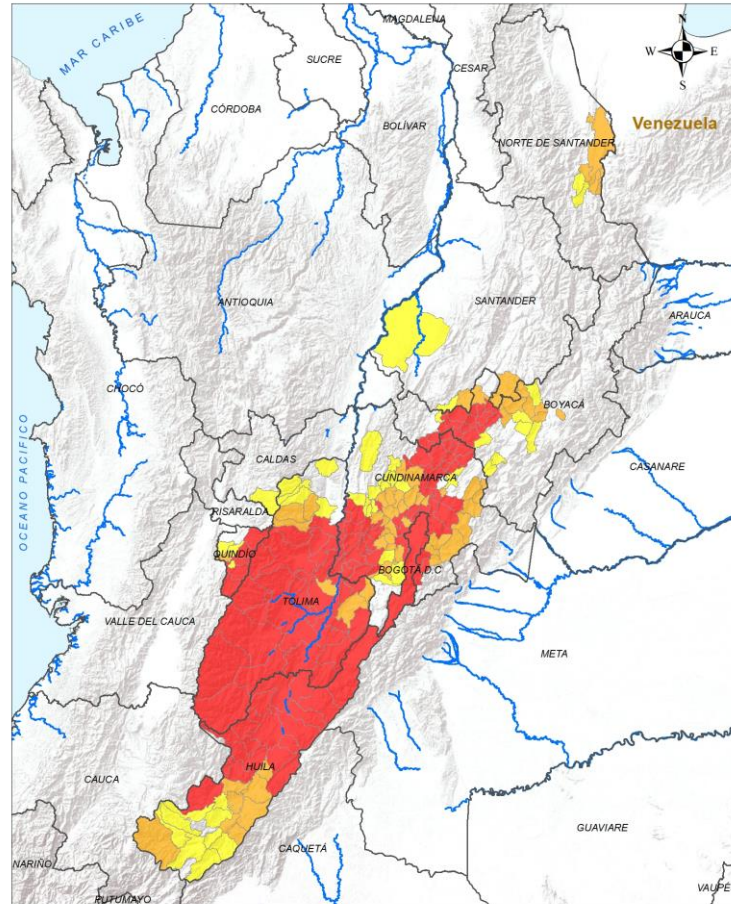 MAGDALENA
N
MAR CARIBE
SUCRE
CESAR
W
E
S
CÓRDOBA
BOLÍVAR
Venezuela
NORTE DE SANTANDER
ANTIOQUIA
SANTANDER
ARAUCA
CHOCÓ
BOYACÁ
CALDAS
CUNDINAMARCA
CASANARE
OCEANO PACIFICO
RISARALDA
QUINDÍO
BOGOTÁ,D.C
TOLIMA
VALLE DEL CAUCA
META
HUILA
CAUCA
GUAVIARE
CAQUETÁ
NARIÑO
PUTUMAYO
VAUPÉ